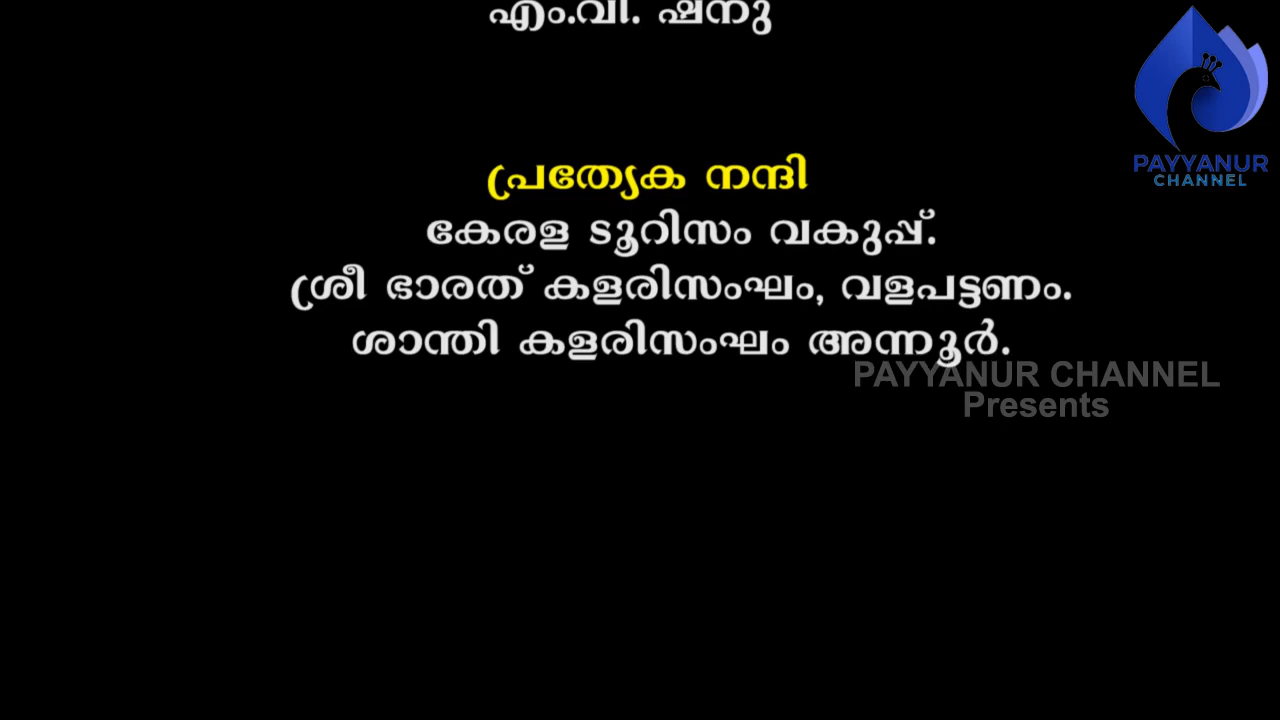 എം.വി. ഷനു
PAYYANUR
CHANNEL
പ്രത്യേക നന്ദി
കേരള ടൂറിസം വകുപ്പ്.
ശ്രീ ഭാരത് കളരിസംഘം, വളപട്ടണം.
ശാന്തി കളരിസംഘം അന്നൂർ.
PAYYANUR CHANNEL
Presents